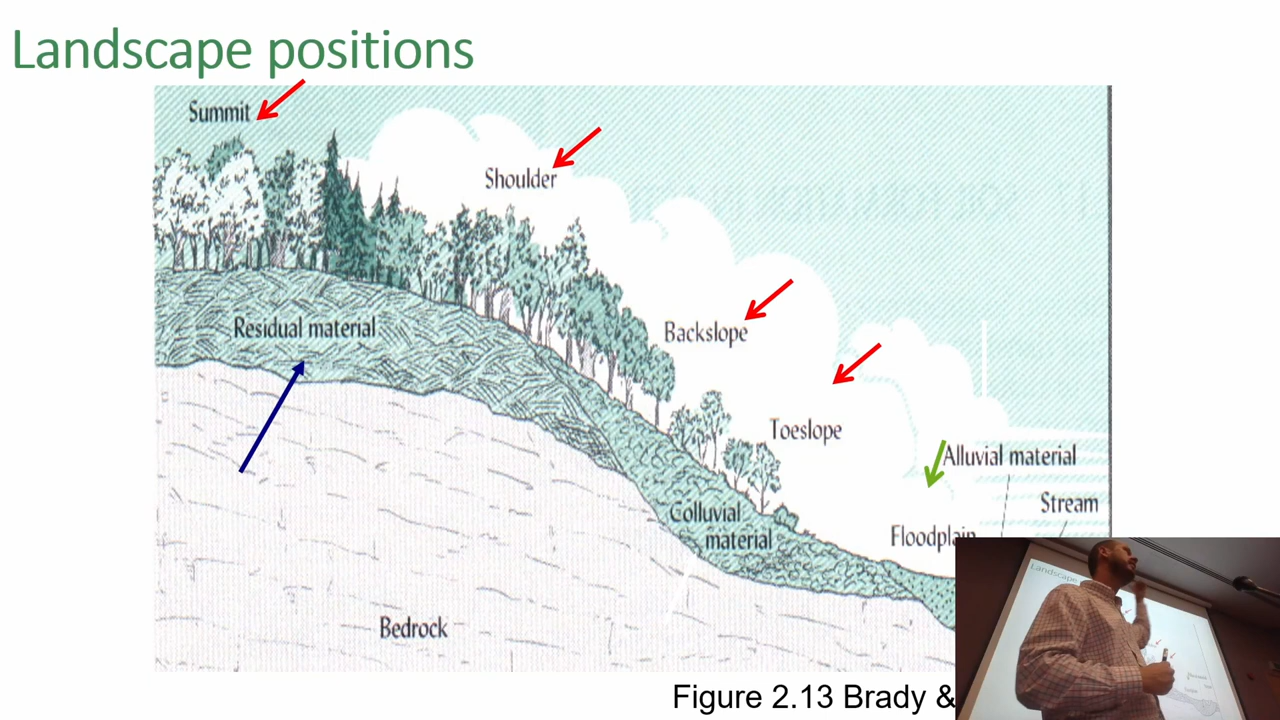 Landscape positions
Summit
Shoulder
Residual material
Backslope
Toeslope
Alluvial material
Stream
Colluvial
material
Floodplain
Bedrock
Figure 2.13 Brady &
Landscape